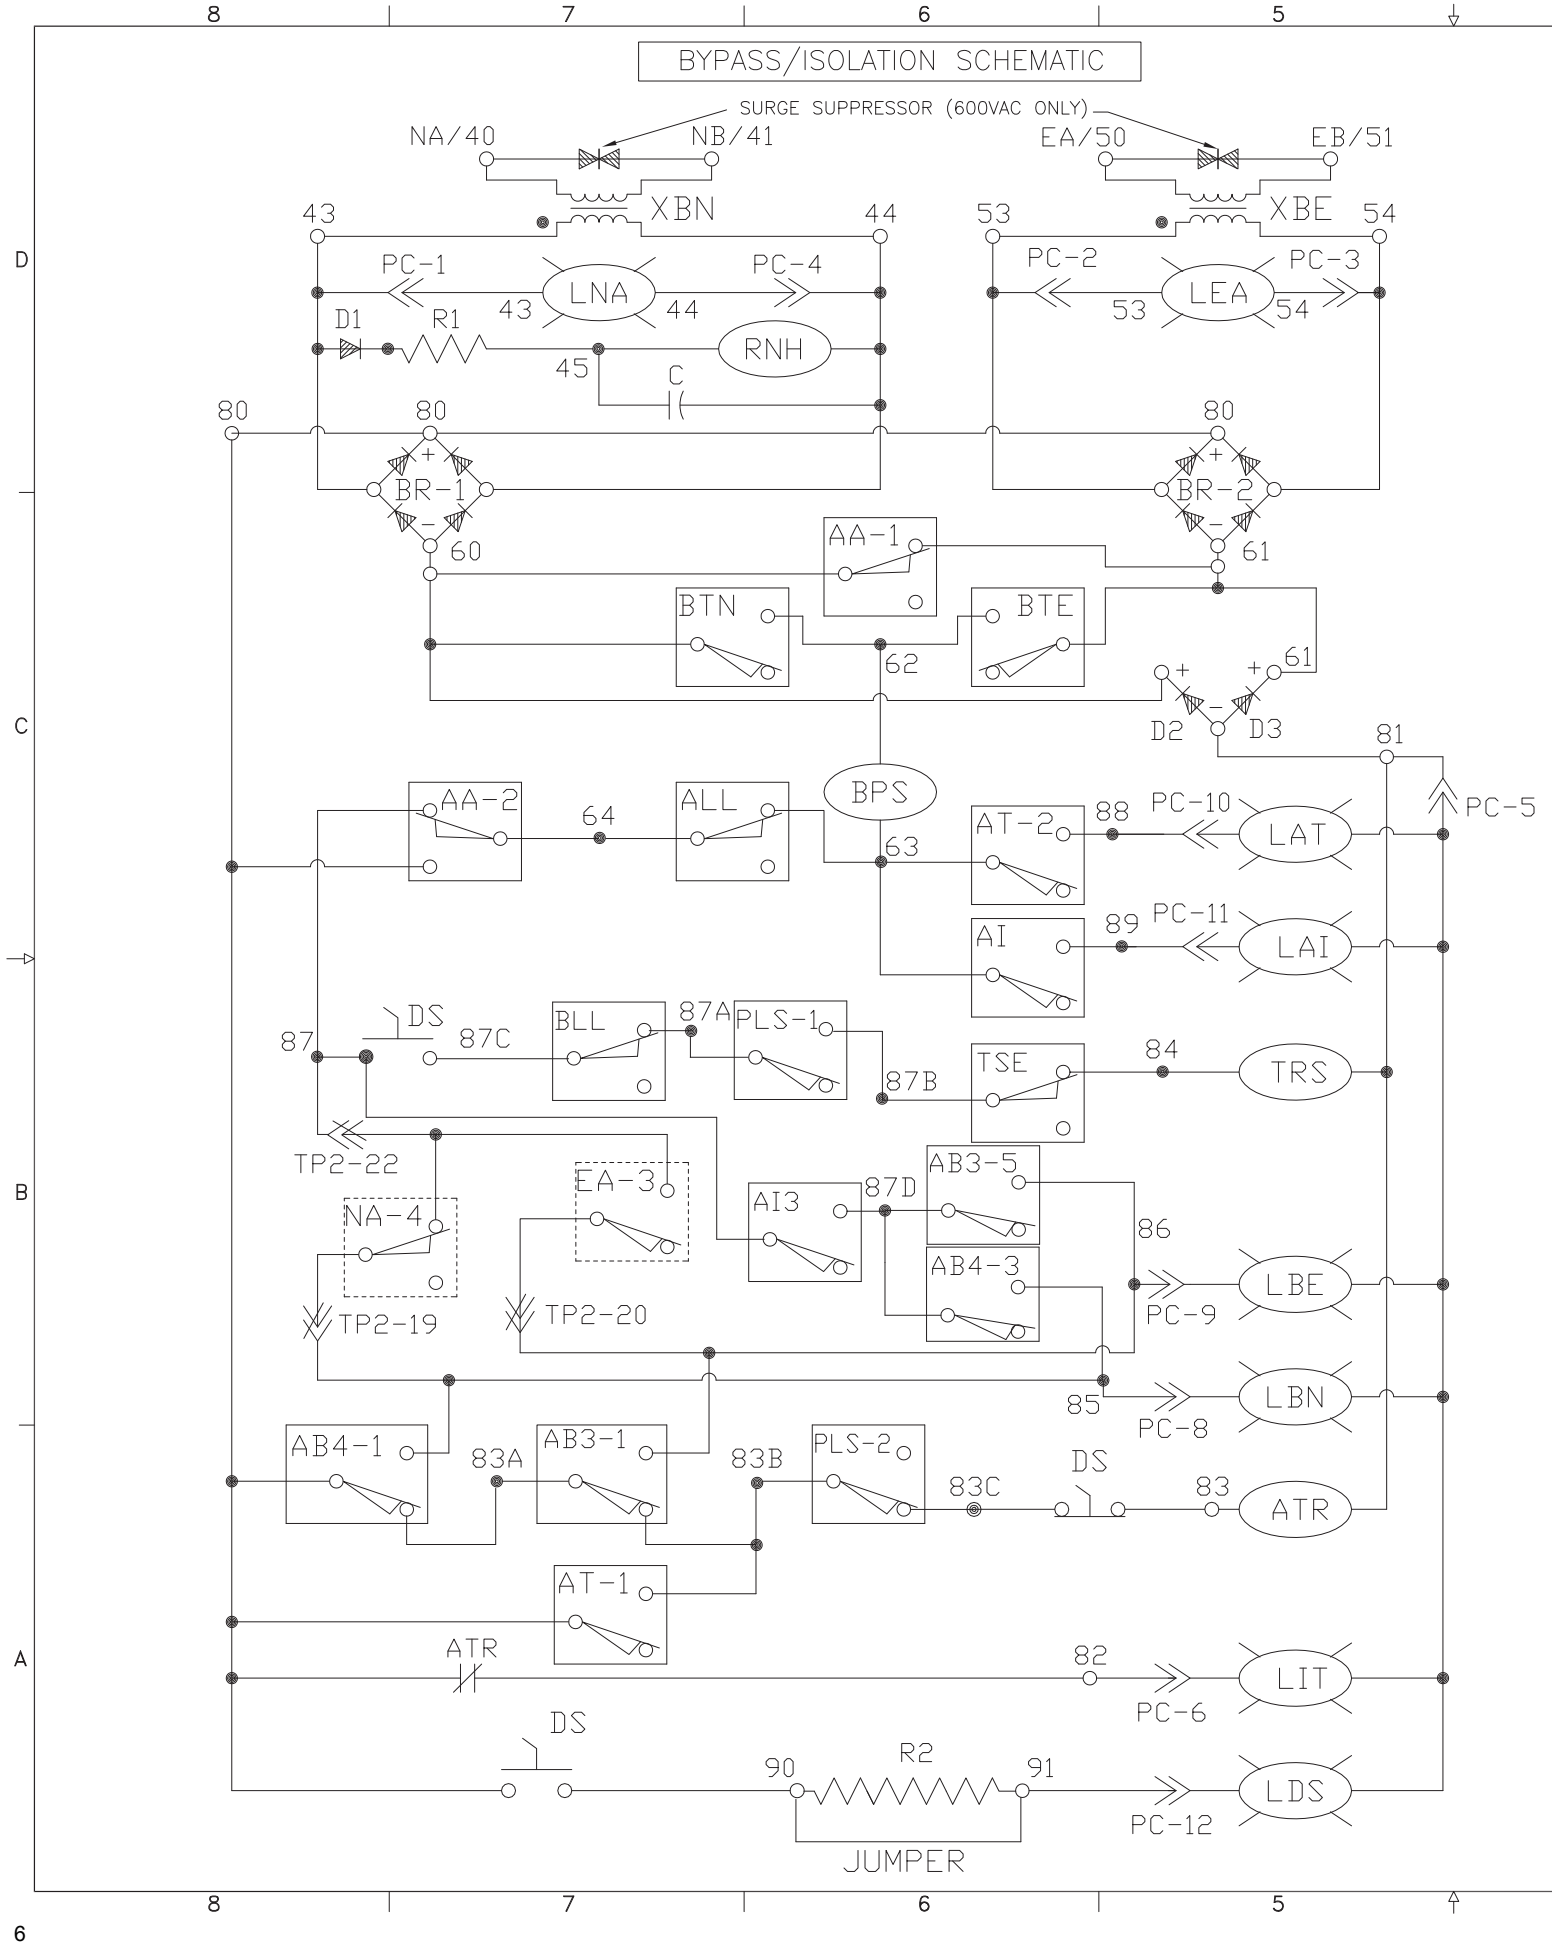 8 7 6 5
BYPASS/ISOLATION SCHEMATIC
SURGE SUPPRESSOR (600VAC ONLY)
NA/40 NB/41 EA/50 EB/51
XBN XBE
43 44 53 54
D
PC-1 PC-4 PC-2 PC-3
LNA LEA
43 44 53 54
D1 R1 RNH
45 C
80 80 80
+ +
BR-1 BR-2
- -
60 AA-1 61
BTN BTE
62
+ + 61
-
C
D2 D3 81
AA-2 64 ALL BPS
AT-2 88 PC-10 LAT PC-5
63
AI 89 PC-11 LAI
87 DS 87C BLL 87A PLS-1
87B TSE 84 TRS
TP2-22
B
NA-4 EA-3 AI3 87D AB3-5
86
AB4-3 LBE
TP2-19 TP2-20 PC-9
85 LBN
PC-8
AB4-1 83A AB3-1 83B PLS-2 DS
83C 83 ATR
AT-1
A
ATR 82 LIT
PC-6
DS
90 R2 91 LDS
PC-12
JUMPER
8 7 6 5
6